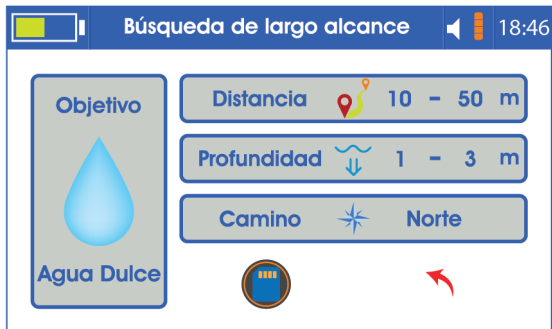 Búsqueda de largo alcance 18:46
Objetivo
Agua Dulce
Distancia 10 - 50 m
Profundidad 1 - 3 m
Camino Norte